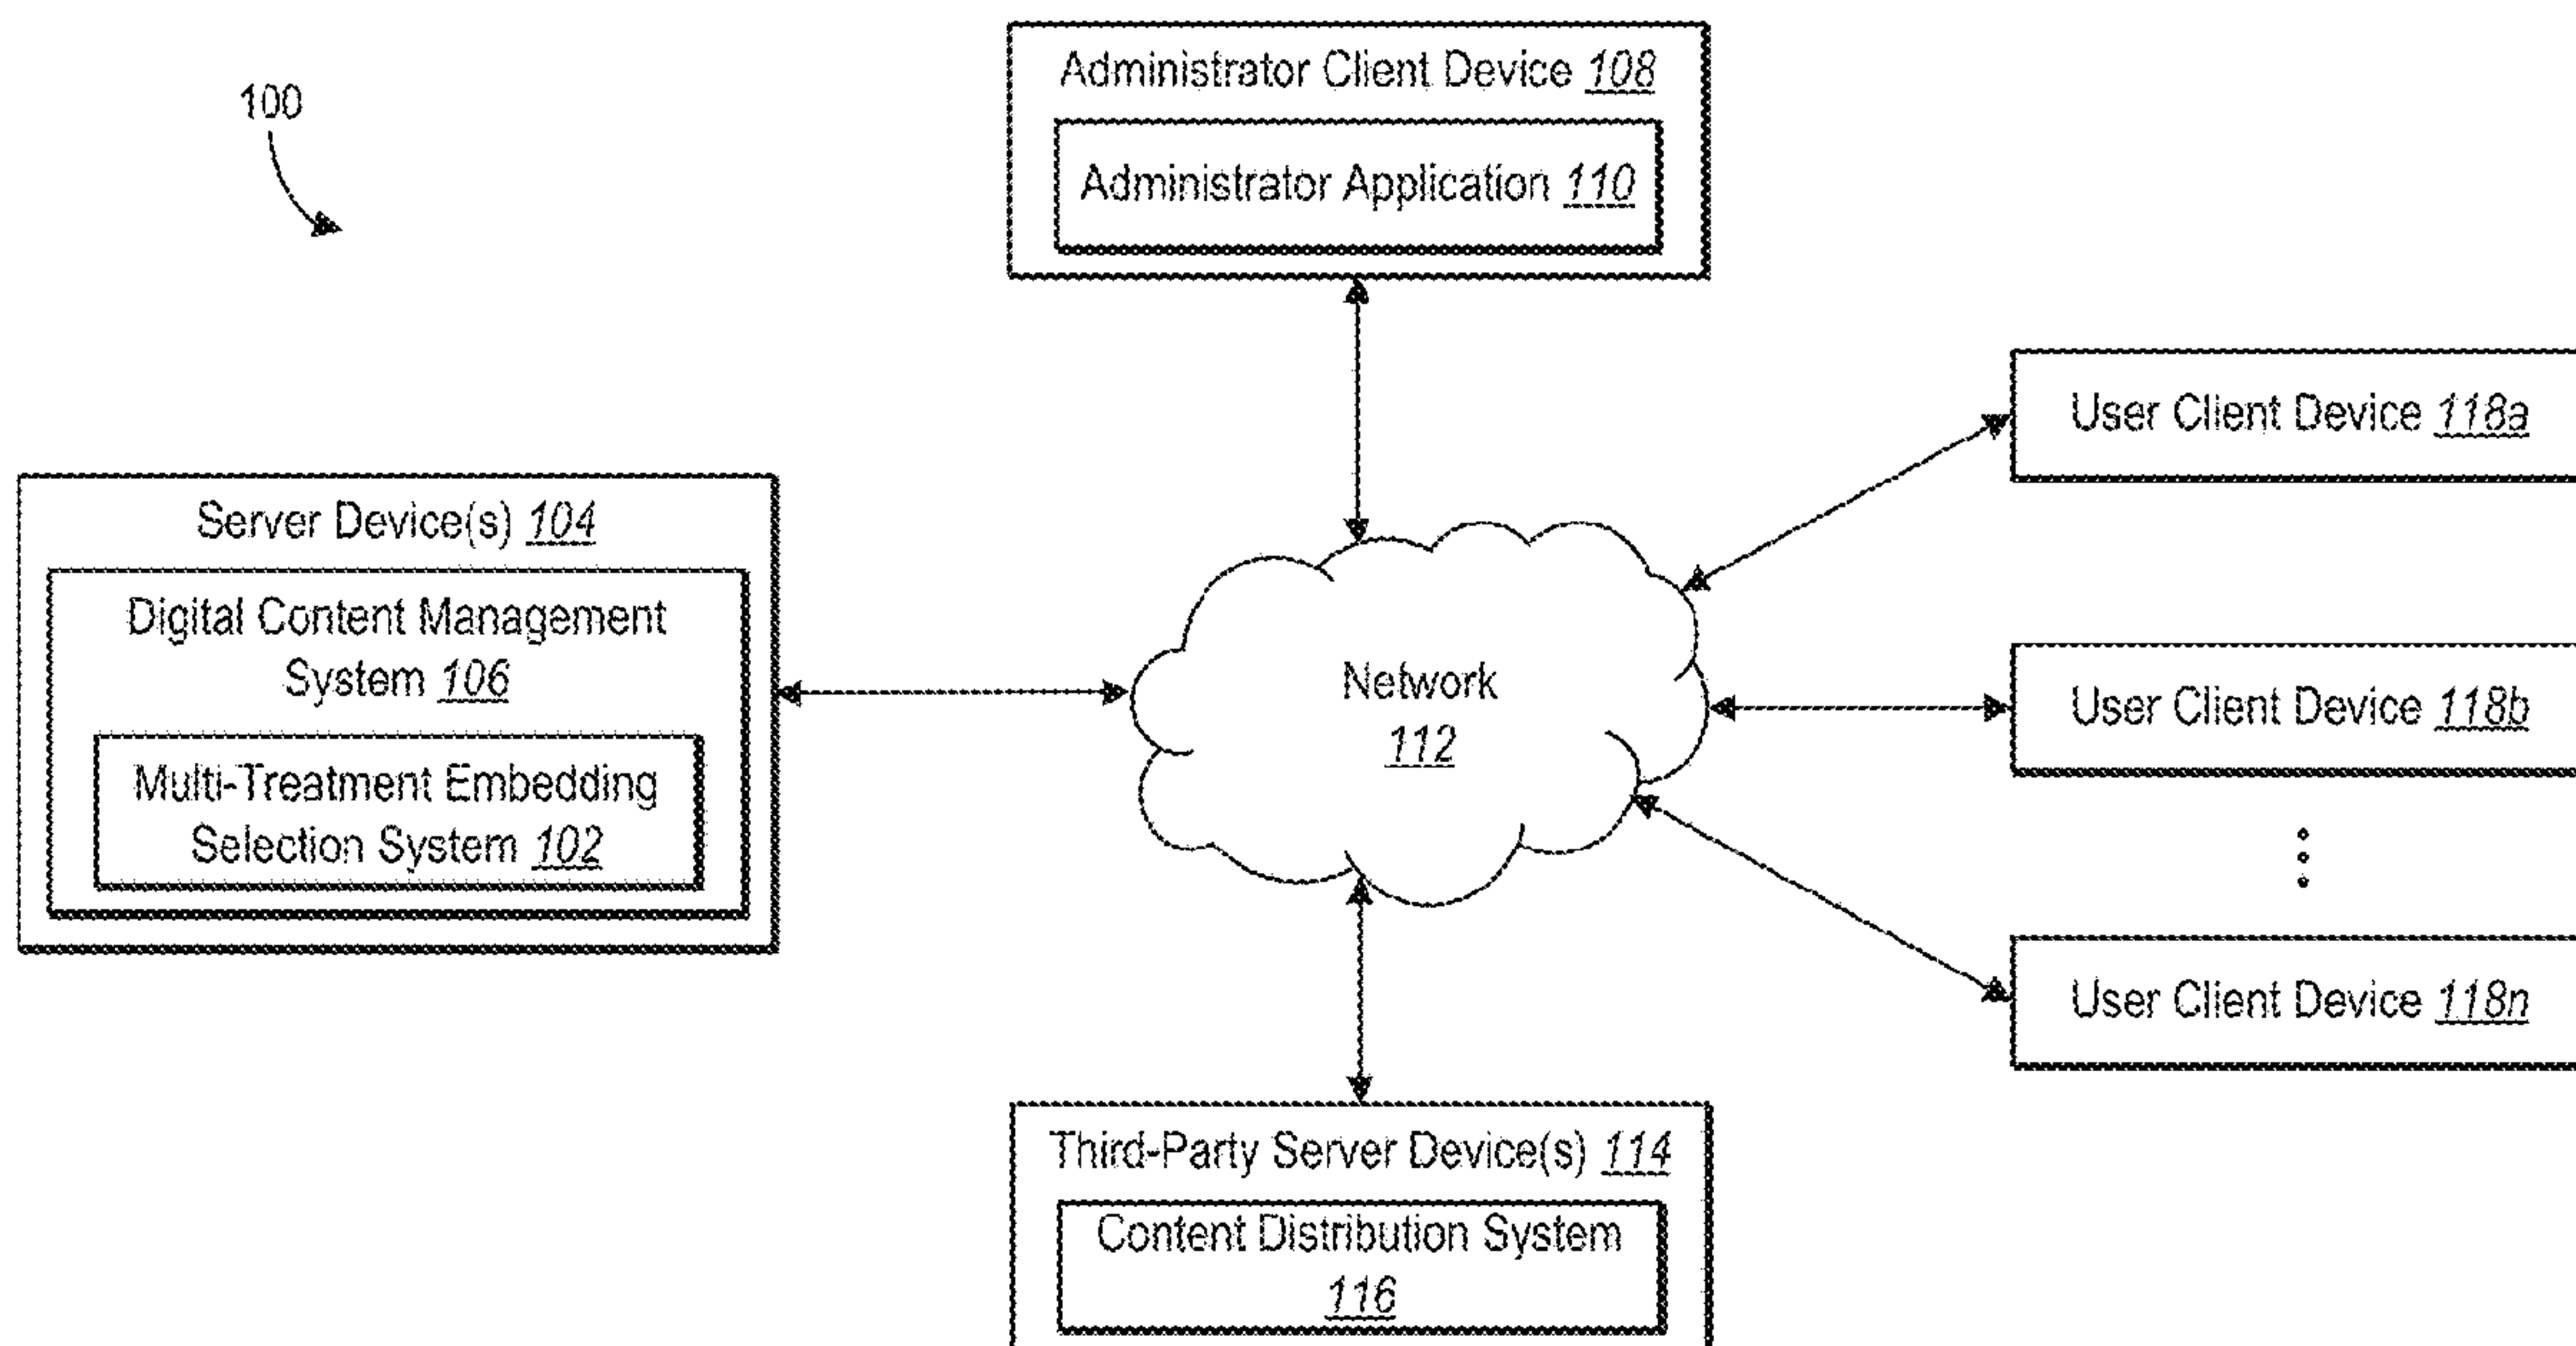 100
Administrator Client Device 108
Administrator Application 110
User Client Device 118a
Server Device(s) 104
Digital Content Management
System 106
Multi-Treatment Embedding
Selection System 102
Network
112
User Client Device 118b
User Client Device 118n
Third-Party Server Device(s) 114
Content Distribution System
116